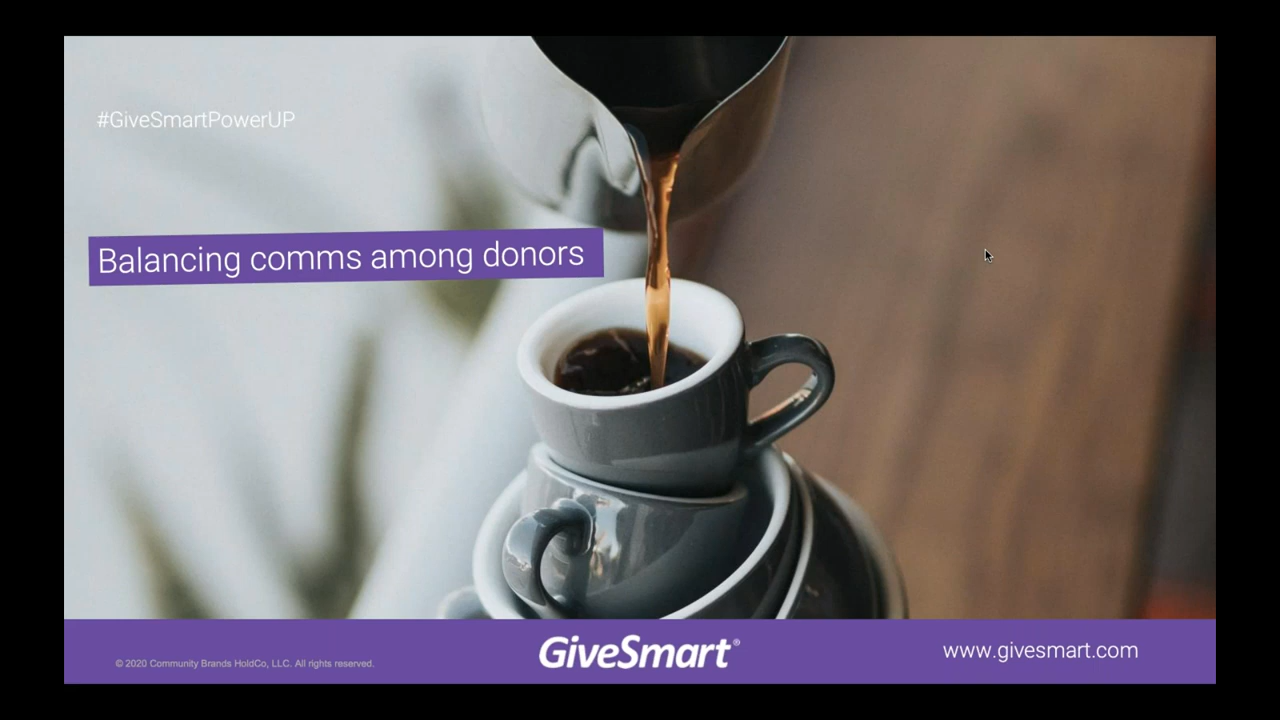 #GiveSmartPowerUP
Balancing comms among donors
© 2020 Community Brands HoldCo, LLC. All rights reserved.
GiveSmart®
www.givesmart.com